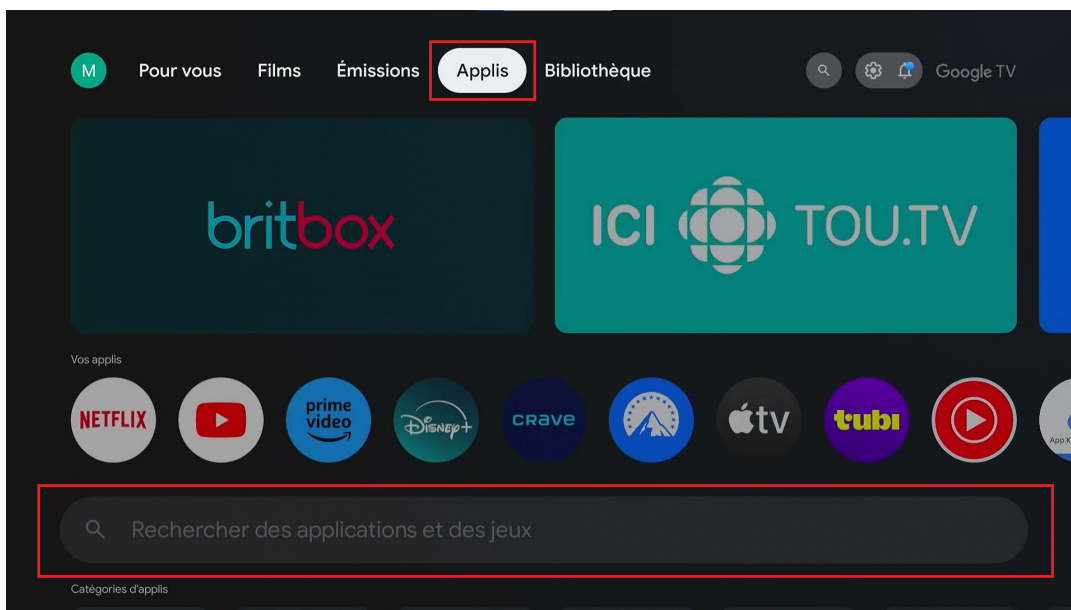 M Pour vous Films Émissions Applis Bibliothèque Google TV
britbox
ICI TOU.TV
Vos applis
NETFLIX prime video Disney+ CRAVE tv tubi App K
Rechercher des applications et des jeux
Catégories d'applis